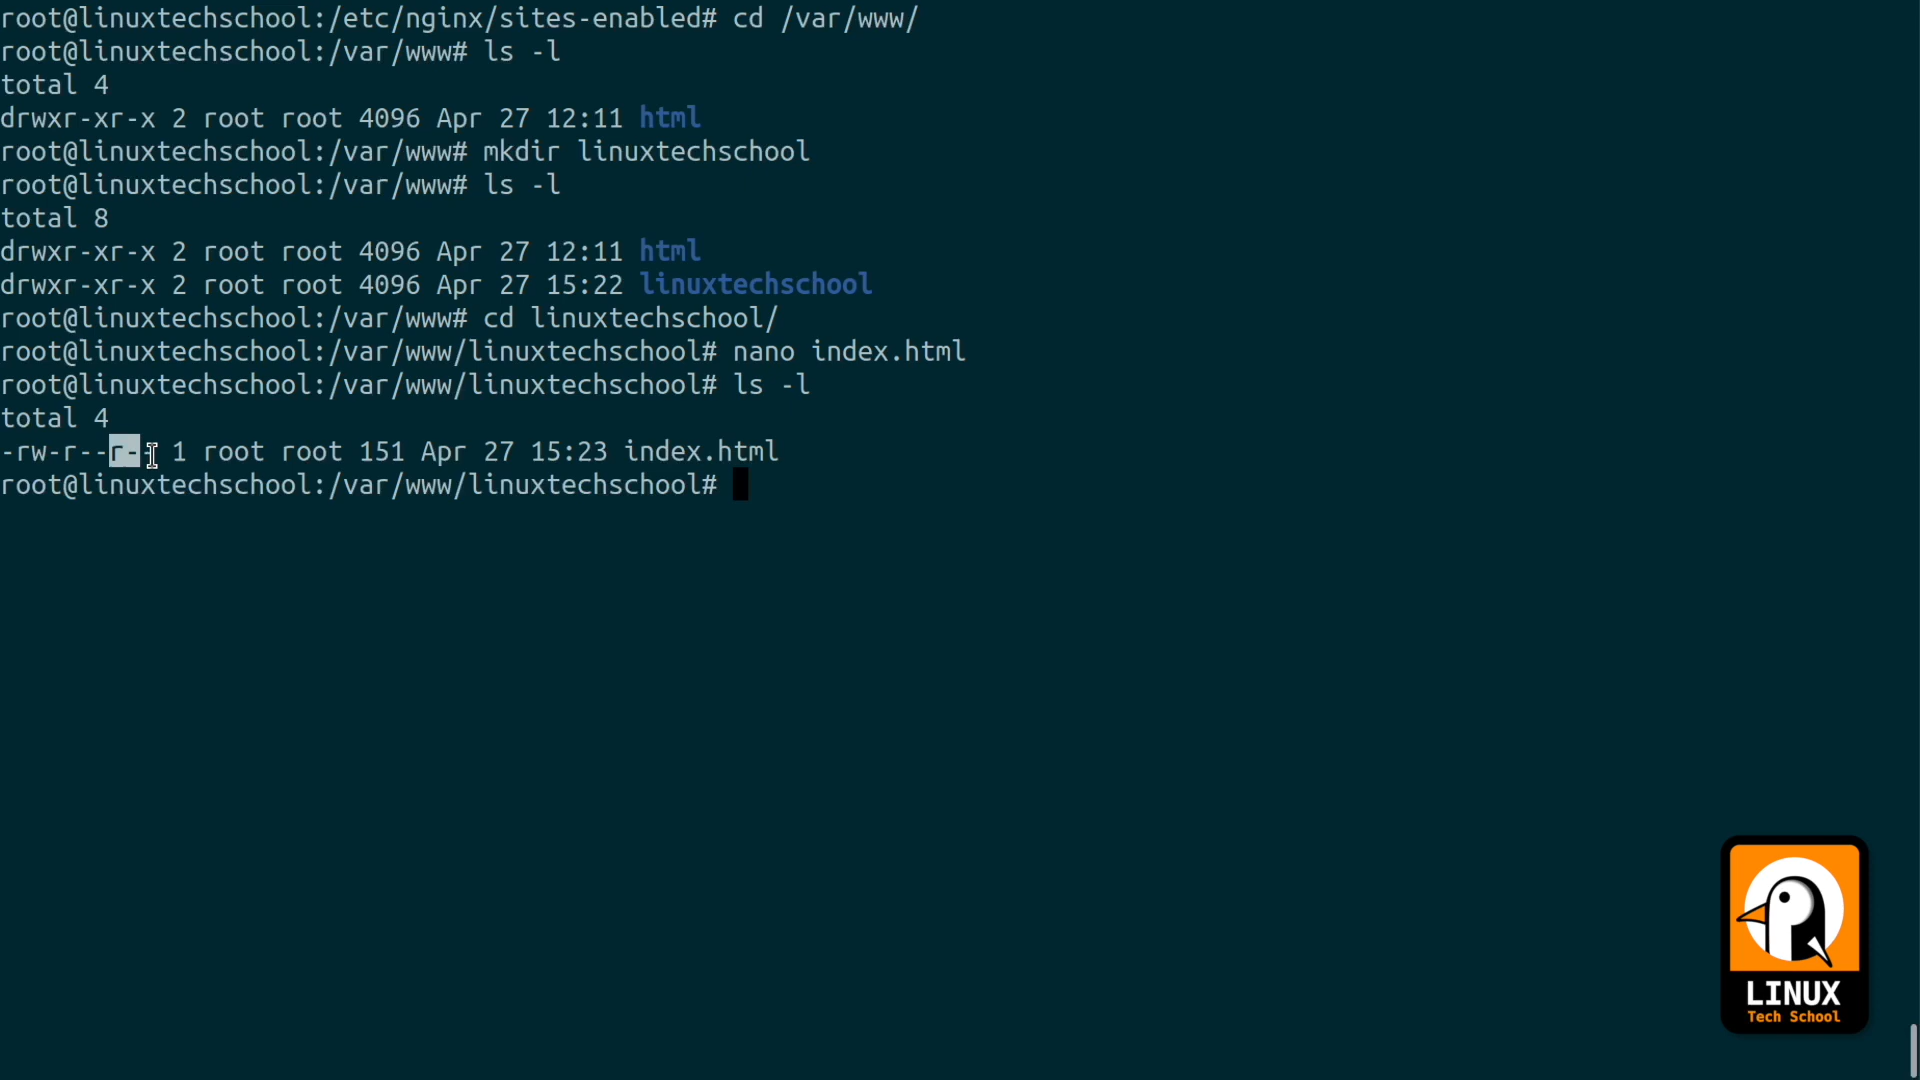 root@linuxtechschool:/etc/nginx/sites-enabled# cd /var/www/
root@linuxtechschool:/var/www# ls -l
total 4
drwxr-xr-x 2 root root 4096 Apr 27 12:11 html
root@linuxtechschool:/var/www# mkdir linuxtechschool
root@linuxtechschool:/var/www# ls -l
total 8
drwxr-xr-x 2 root root 4096 Apr 27 12:11 html
drwxr-xr-x 2 root root 4096 Apr 27 15:22 linuxtechschool
root@linuxtechschool:/var/www# cd linuxtechschool/
root@linuxtechschool:/var/www/linuxtechschool# nano index.html
root@linuxtechschool:/var/www/linuxtechschool# ls -l
total 4
-rw-r--r-- 1 root root 151 Apr 27 15:23 index.html
root@linuxtechschool:/var/www/linuxtechschool#
LINUX
Tech School